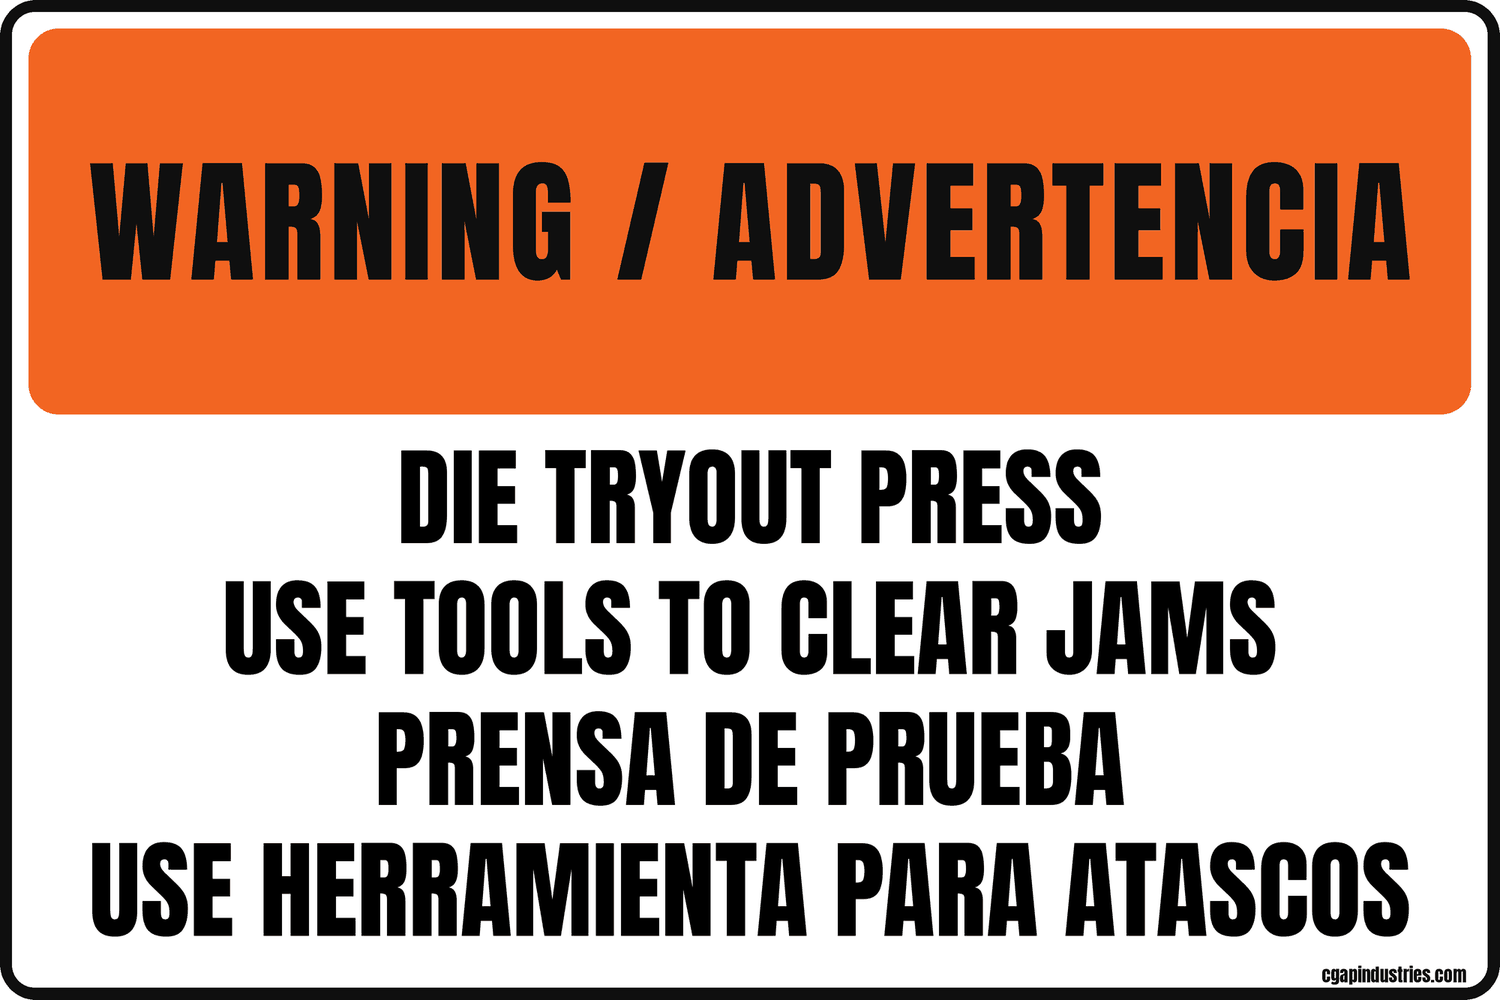 WARNING / ADVERTENCIA
DIE TRYOUT PRESS
USE TOOLS TO CLEAR JAMS
PRENSA DE PRUEBA
USE HERRAMIENTA PARA ATASCOS
cgapindustries.com